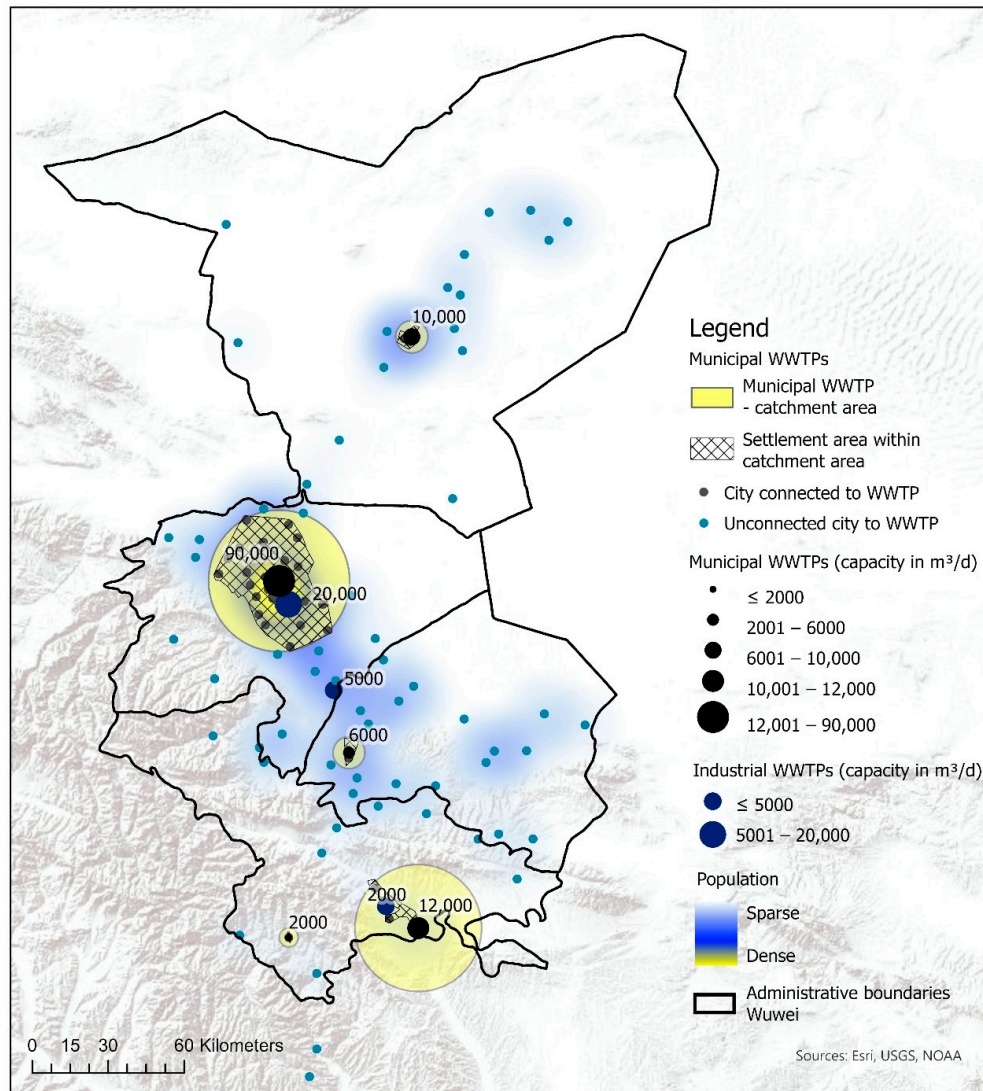 10,000
90,000
20,000
5000
6000
2000
12,000
2000
Legend
Municipal WWTPs
Municipal WWTP
- catchment area
Settlement area within
catchment area
City connected to WWTP
Unconnected city to WWTP
Municipal WWTPs (capacity in m³/d)
≤ 2000
2001 – 6000
6001 – 10,000
10,001 – 12,000
12,001 – 90,000
Industrial WWTPs (capacity in m³/d)
≤ 5000
5001 – 20,000
Population
Sparse
Dense
Administrative boundaries
Wuwei
0 15 30 60 Kilometers
Sources: Esri, USGS, NOAA